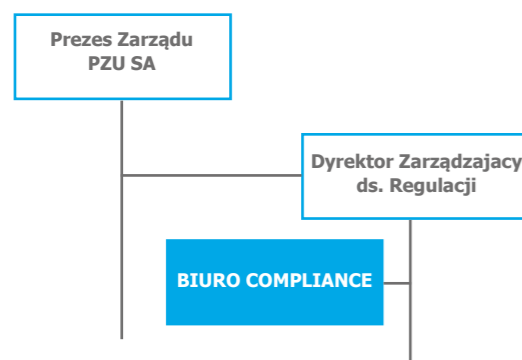 Prezes Zarządu
PZU SA
Dyrektor Zarządzajacy
ds. Regulacji
BIURO COMPLIANCE